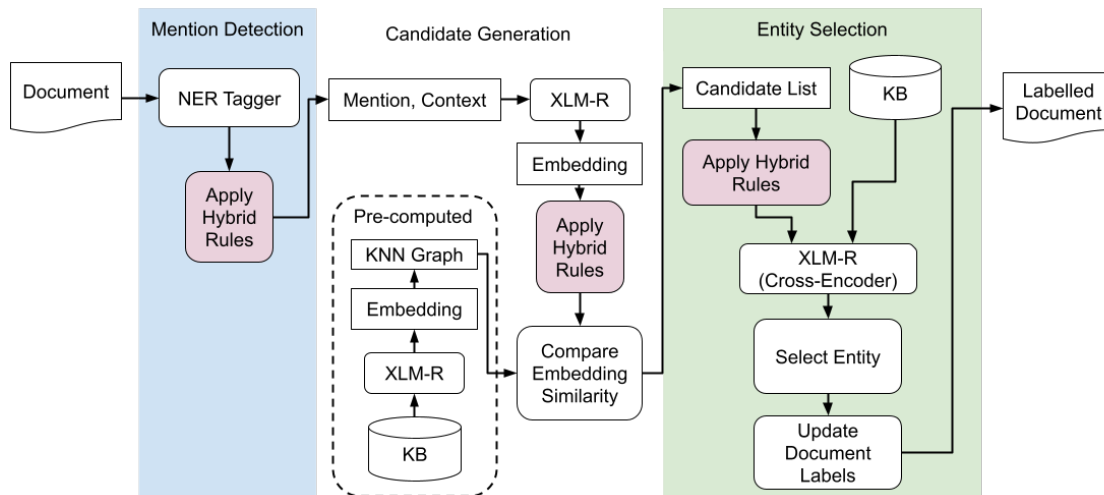 Mention Detection
Candidate Generation
Entity Selection
Document
NER Tagger
Apply
Hybrid
Rules
Mention, Context
XLM-R
Embedding
Apply
Hybrid
Rules
Compare
Embedding
Similarity
Pre-computed
KNN Graph
Embedding
XLM-R
KB
Candidate List
KB
Apply Hybrid
Rules
XLM-R
(Cross-Encoder)
Select Entity
Update
Document
Labels
Labelled
Document